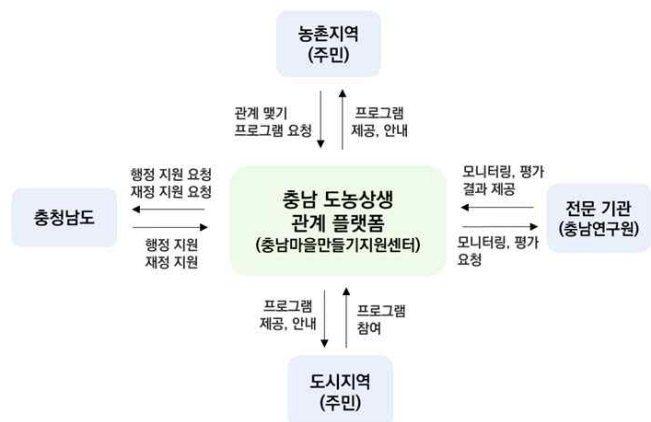 농촌지역
(주민)
관계 맺기
프로그램 요청
프로그램
제공, 안내
행정 지원 요청
재정 지원 요청
충청남도
행정 지원
재정 지원
충남 도농상생
관계 플랫폼
(충남마을만들기지원센터)
모니터링, 평가
결과 제공
전문 기관
(충남연구원)
모니터링, 평가
요청
프로그램
제공, 안내
프로그램
참여
도시지역
(주민)